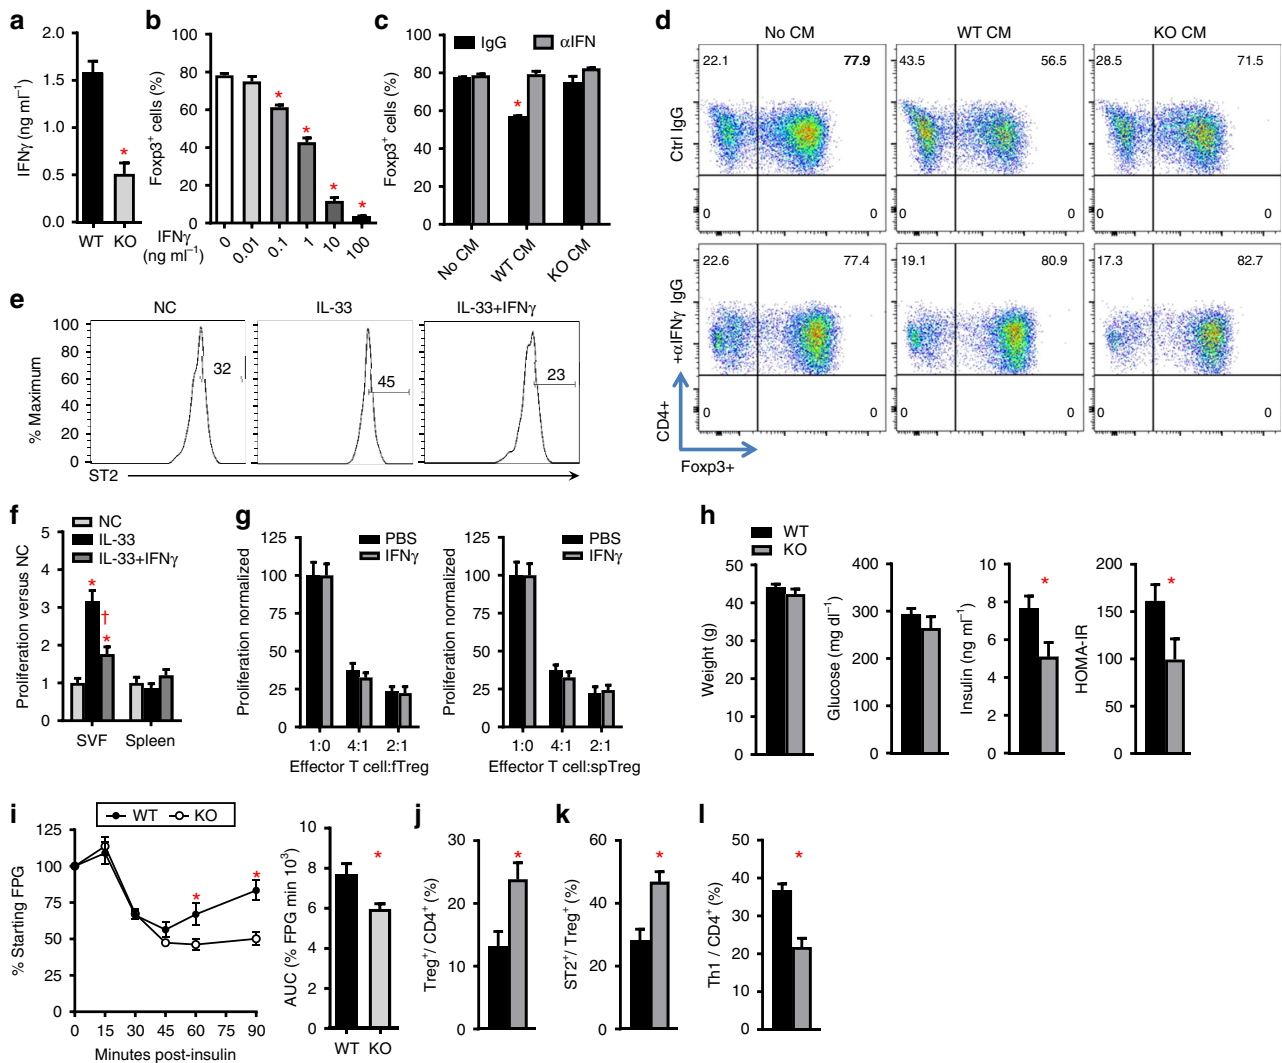 a
IFNγ (ng ml⁻¹)
2.0
1.5
1.0
0.5
0.0
*
WT
KO
b
Foxp3⁺ cells (%)
100
80
60
40
20
0
*
*
*
*
IFNγ
(ng ml⁻¹)
0
0.01
0.1
1
10
100
c
IgG
αIFN
Foxp3⁺ cells (%)
100
80
60
40
20
0
*
No CM
WT CM
KO CM
d
No CM
WT CM
KO CM
Ctrl IgG
22.1
77.9
0
0
43.5
56.5
0
0
28.5
71.5
0
0
+αIFNγ IgG
22.6
77.4
0
0
19.1
80.9
0
0
17.3
82.7
0
0
CD4+
Foxp3+
e
NC
IL-33
IL-33+IFNγ
% Maximum
100
80
60
40
20
0
32
45
23
ST2
f
NC
IL-33
IL-33+IFNγ
Proliferation versus NC
5
4
3
2
1
0
*
†
*
SVF
Spleen
g
PBS
IFNγ
Proliferation normalized
125
100
75
50
25
0
1:0
4:1
2:1
Effector T cell:fTreg
PBS
IFNγ
Proliferation normalized
125
100
75
50
25
0
1:0
4:1
2:1
Effector T cell:spTreg
h
WT
KO
Weight (g)
50
40
30
20
10
0
Glucose (mg dl⁻¹)
400
300
200
100
0
Insulin (ng ml⁻¹)
10
8
6
4
2
0
*
HOMA-IR
200
150
100
50
0
*
i
WT
KO
% Starting FPG
125
100
75
50
25
0
*
*
0
15
30
45
60
75
90
Minutes post-insulin
AUC (% FPG min 10³)
10
8
6
4
2
0
*
WT
KO
j
Treg⁺/ CD4⁺ (%)
30
20
10
0
*
k
ST2⁺/ Treg⁺ (%)
60
40
20
0
*
l
Th1 / CD4⁺ (%)
50
40
30
20
10
0
*